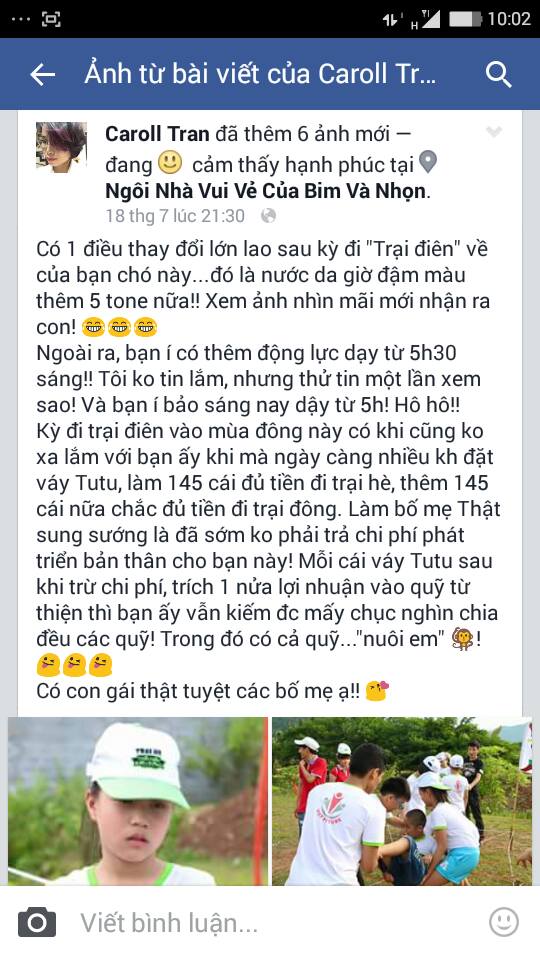 H
10:02
Ảnh từ bài viết của Caroll Tr...
Caroll Tran đã thêm 6 ảnh mới —
đang 🙂 cảm thấy hạnh phúc tại
Ngôi Nhà Vui Vẻ Của Bim Và Nhọn.
18 thg 7 lúc 21:30
Có 1 điều thay đổi lớn lao sau kỳ đi "Trại điên" về
của bạn chó này...đó là nước da giờ đậm màu
thêm 5 tone nữa!! Xem ảnh nhìn mãi mới nhận ra
con! 😁😁😁
Ngoài ra, bạn í có thêm động lực dạy từ 5h30
sáng!! Tôi ko tin lắm, nhưng thử tin một lần xem
sao! Và bạn í bảo sáng nay dậy từ 5h! Hô hô!!
Kỳ đi trại điên vào mùa đông này có khi cũng ko
xa lắm với bạn ấy khi mà ngày càng nhiều kh đặt
váy Tutu, làm 145 cái đủ tiền đi trại hè, thêm 145
cái nữa chắc đủ tiền đi trại đông. Làm bố mẹ Thật
sung sướng là đã sớm ko phải trả chi phí phát
triển bản thân cho bạn này! Mỗi cái váy Tutu sau
khi trừ chi phí, trích 1 nửa lợi nhuận vào quỹ từ
thiện thì bạn ấy vẫn kiếm đc mấy chục nghìn chia
đều các quỹ! Trong đó có cả quỹ..."nuôi em" 🐵!
😜😜😜
Có con gái thật tuyệt các bố mẹ ạ!! 😘
TRẠI HÈ
Viết bình luận...